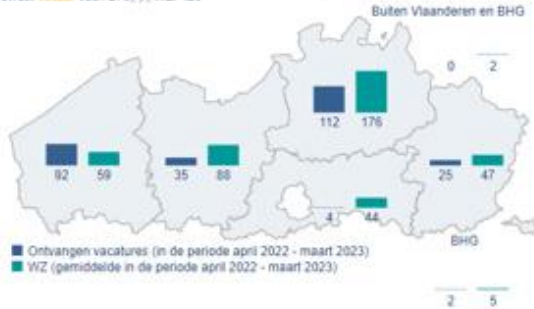 Buiten Vlaanderen en BHG
0 2
112 176
92 59
35 88
25 47
4 44
Ontvangen vacatures (in de periode april 2022 - maart 2023)
BHG
WZ (gemiddelde in de periode april 2022 - maart 2023)
2 5